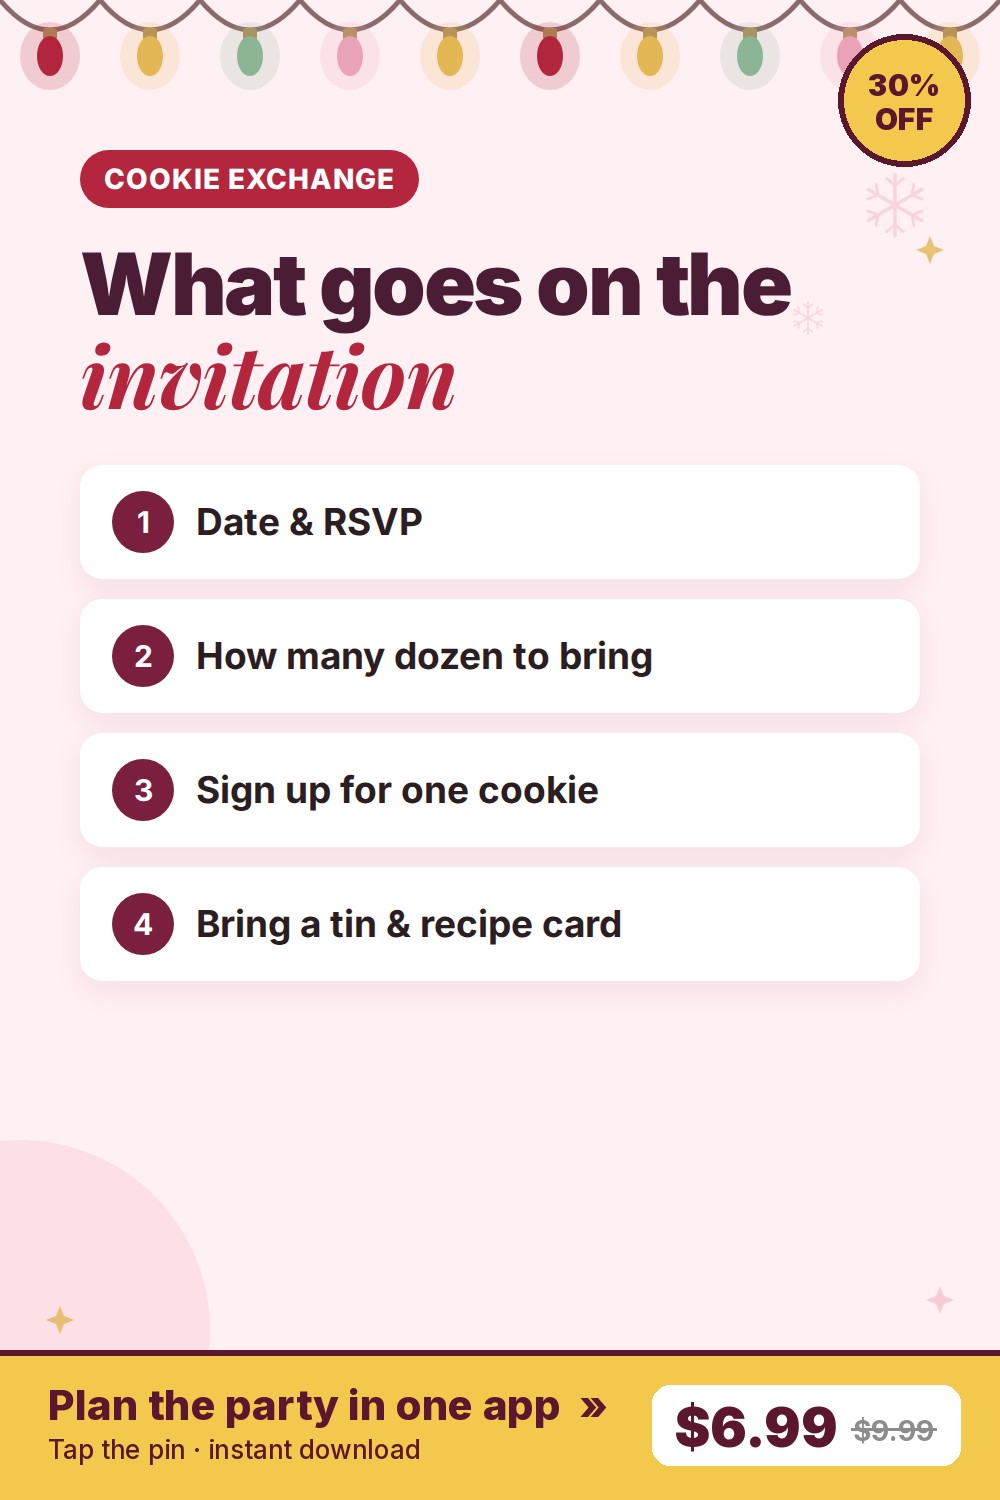 30%
OFF
COOKIE EXCHANGE
What goes on the
invitation
1 Date & RSVP
2 How many dozen to bring
3 Sign up for one cookie
4 Bring a tin & recipe card
Plan the party in one app »
Tap the pin · instant download
$6.99 $9.99